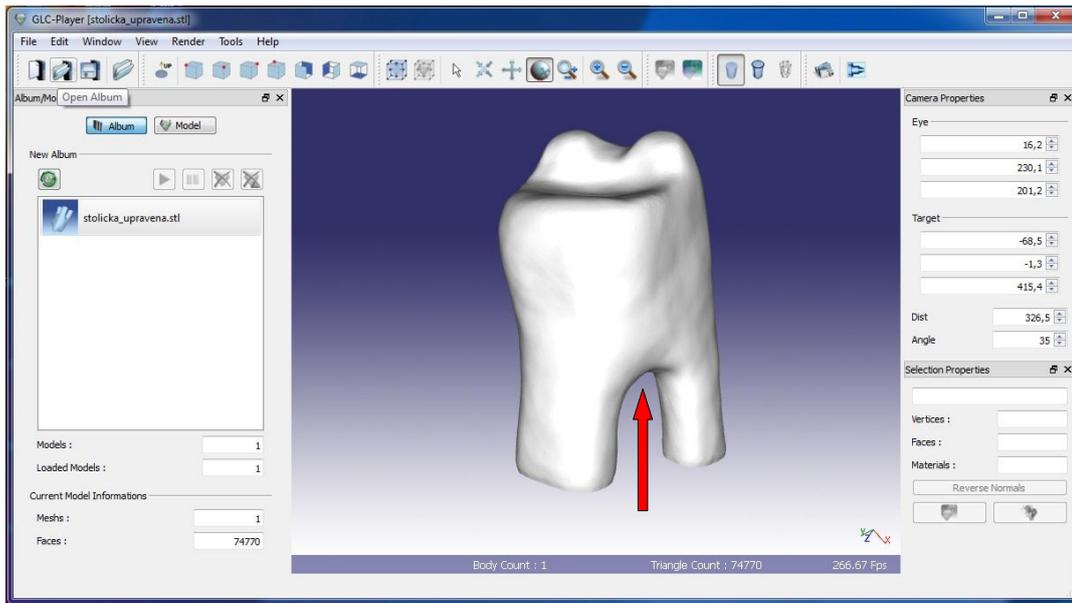 GLC-Player [stolicka_upravena.stl]
File Edit Window View Render Tools Help
UP
Album/Mo
Open Album
Album Model
New Album
stolicka_upravena.stl
Models : 1
Loaded Models : 1
Current Model Informations
Meshs : 1
Faces : 74770
Body Count : 1 Triangle Count : 74770 266.67 Fps
Y Z X
Camera Properties
Eye
16,2
230,1
201,2
Target
-68,5
-1,3
415,4
Dist 326,5
Angle 35
Selection Properties
Vertices :
Faces :
Materials :
Reverse Normals